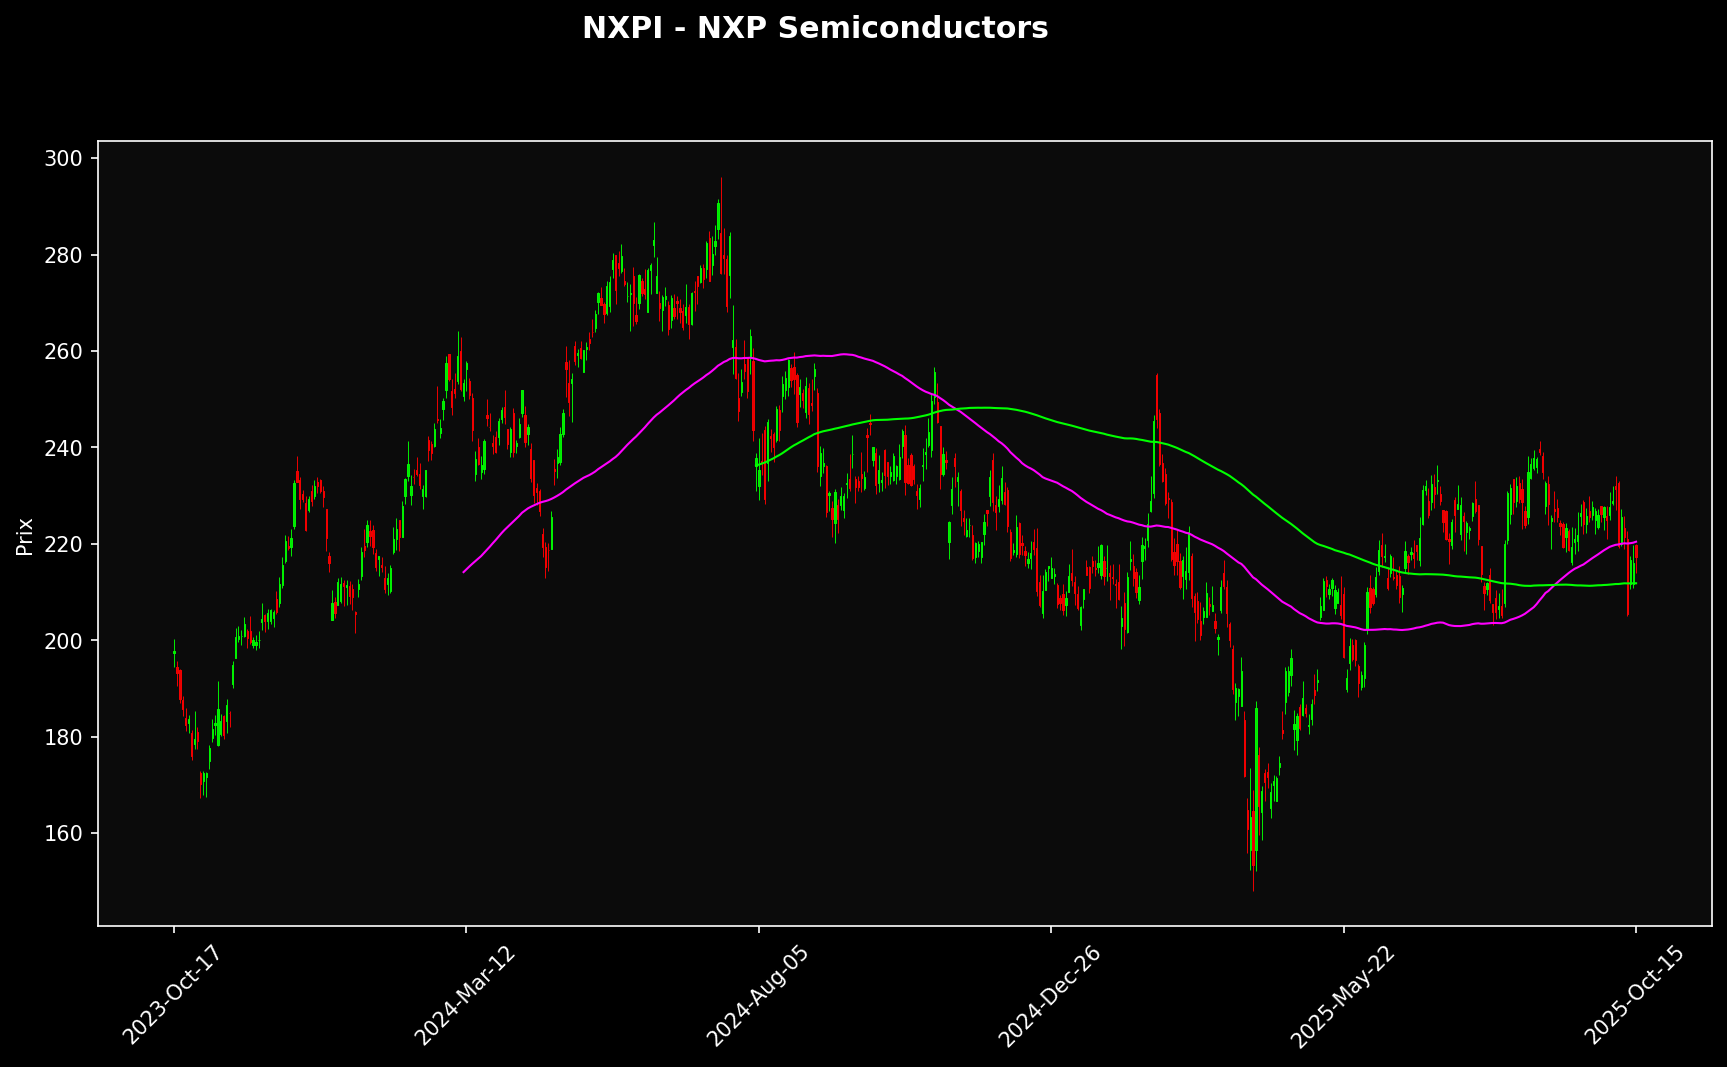 NXPI - NXP Semiconductors
Prix
300
280
260
240
220
200
180
160
2023-Oct-17
2024-Mar-12
2024-Aug-05
2024-Dec-26
2025-May-22
2025-Oct-15